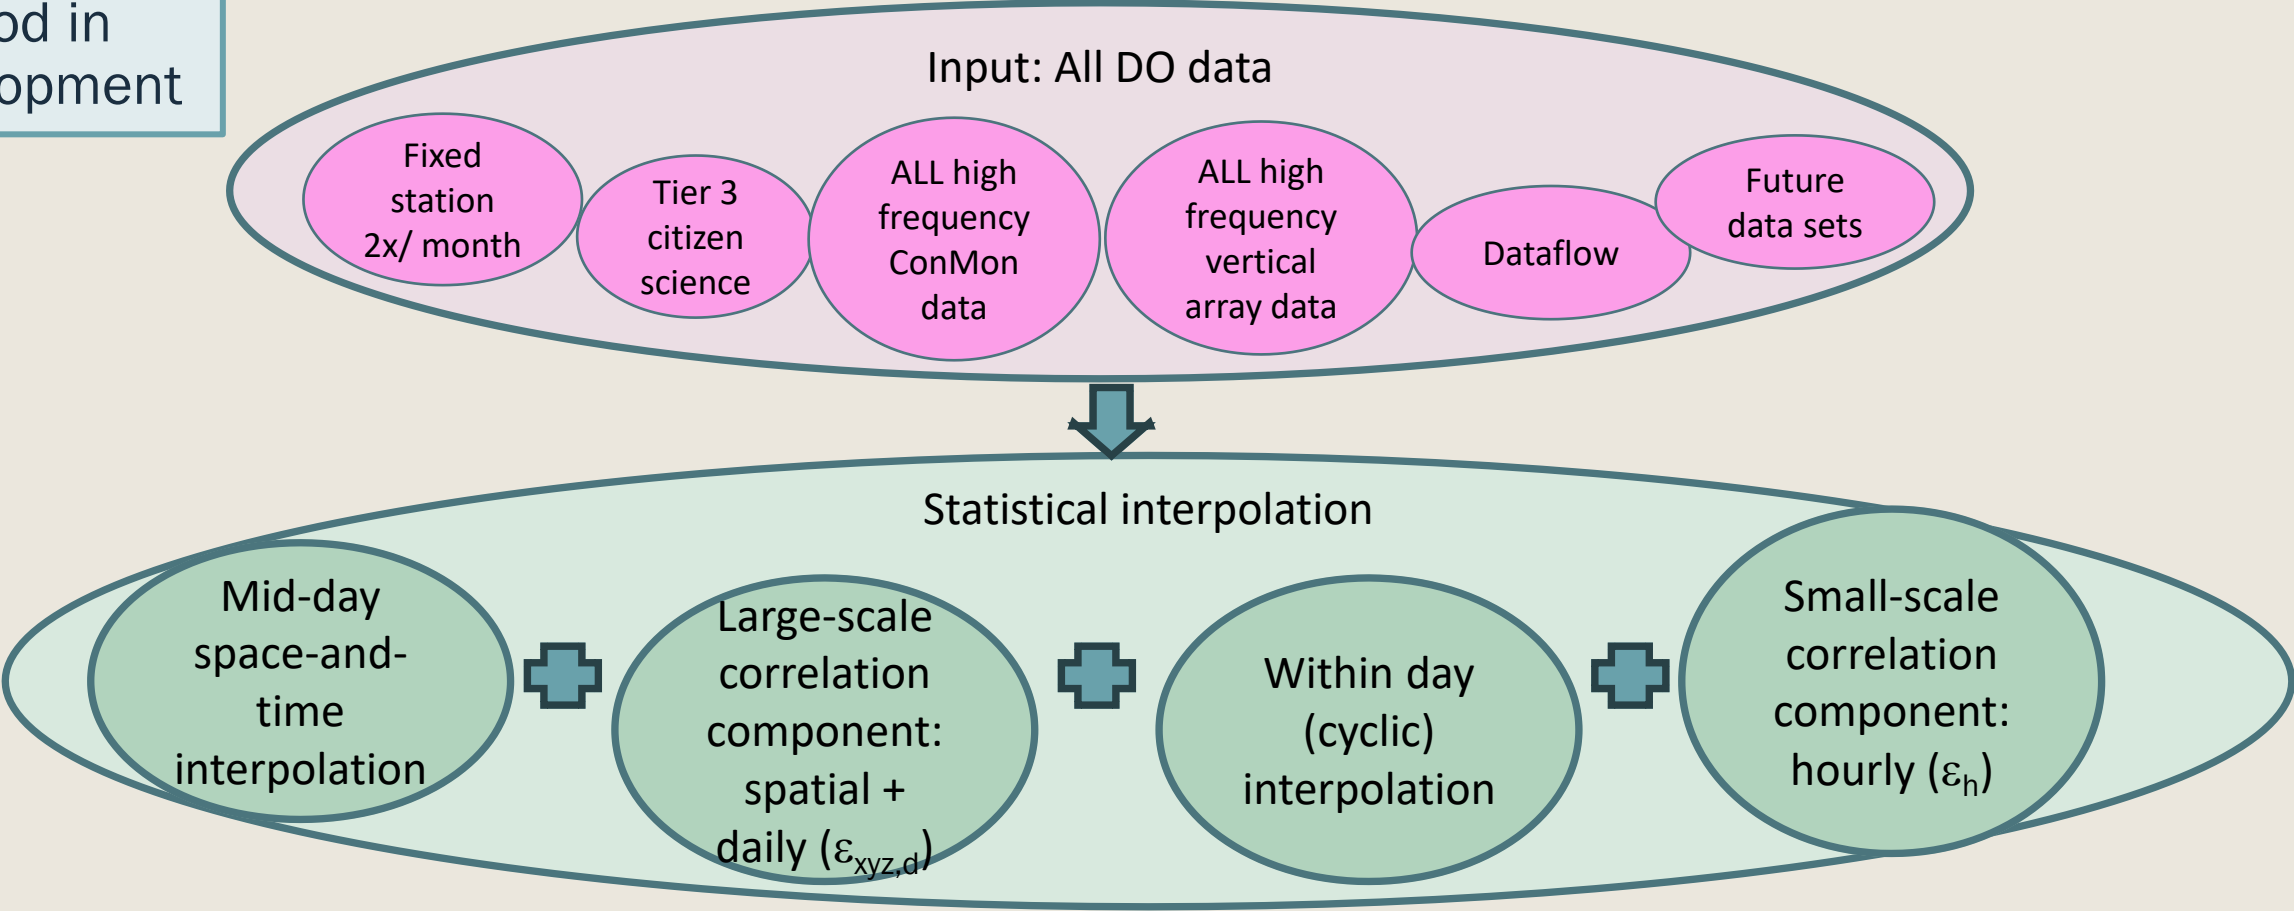 in
Input: All DO data
Fixed
station
2x/ month
Tier 3
citizen
science
ALL high
frequency
ConMon
data
ALL high
frequency
vertical
array data
Dataflow
Future
data sets
Statistical interpolation
Mid-day
space-and-
time
interpolation
Large-scale
correlation
component:
spatial +
daily (εxyz,d)
Within day
(cyclic)
interpolation
Small-scale
correlation
component:
hourly (εh)